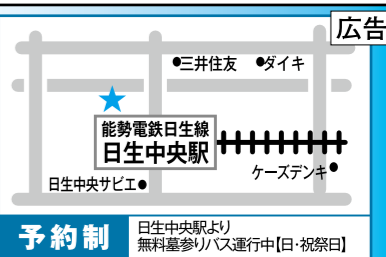 広告
●三井住友 ●ダイキ
能勢電鉄日生線
日生中央駅
ケーズデンキ●
日生中央サピエ●
予約制
日生中央駅より
無料墓参りバス運行中【日・祝祭日】